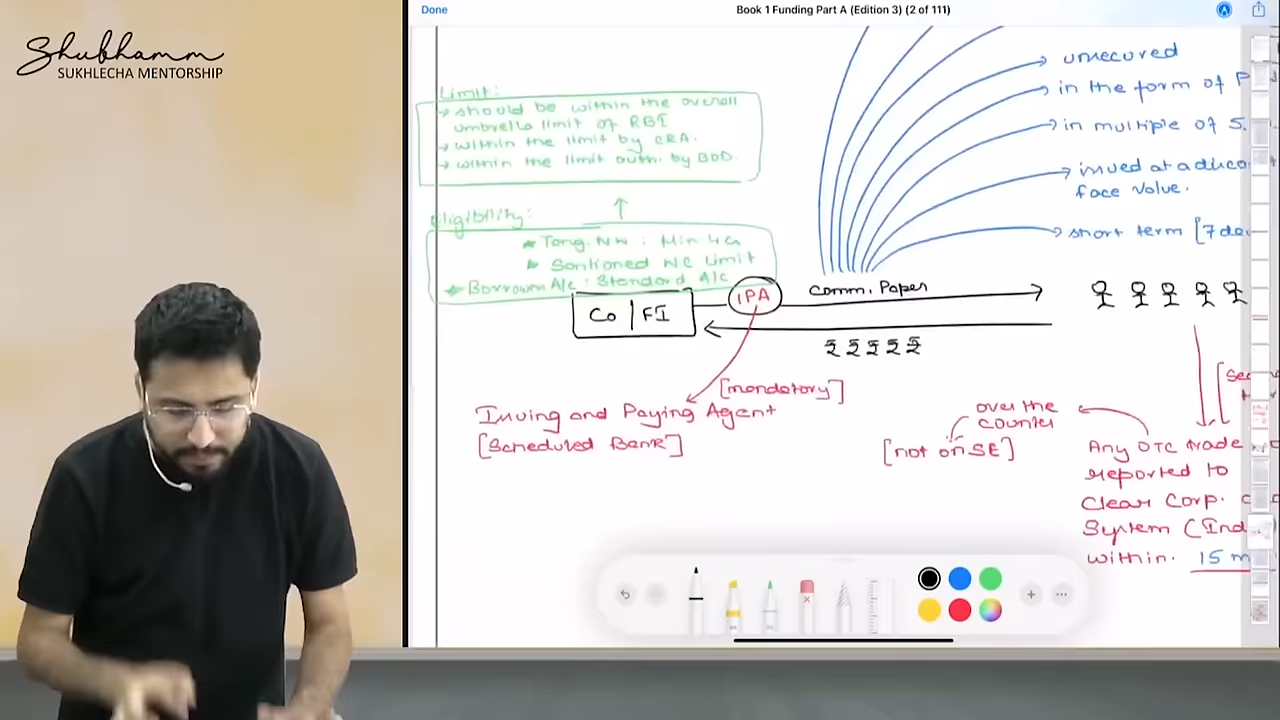 Shubhamm
SUKHLECHA MENTORSHIP
Done
Book 1 Funding Part A (Edition 3) (2 of 111)
unsecured
in the form of P
in multiple of 5.
issued at a disco
face value.
short term [7 da
Limit:
→ should be within the overall
umbrella limit of RBI
→ within the limit by CRA.
→ within the limit auth. by BOD.
Eligibility:
Tang. NW : Min 4 Cr
Santioned WC Limit
Borrown A/c : Standard A/c
Co | FI
IPA
Comm. Paper
₹ ₹ ₹ ₹ ₹
[mandatory]
Issuing and Paying Agent
[Scheduled Bank]
over the
counter
[not on SE]
Any OTC trade
reported to
Clear Corp.
System (Ind
within. 15 m